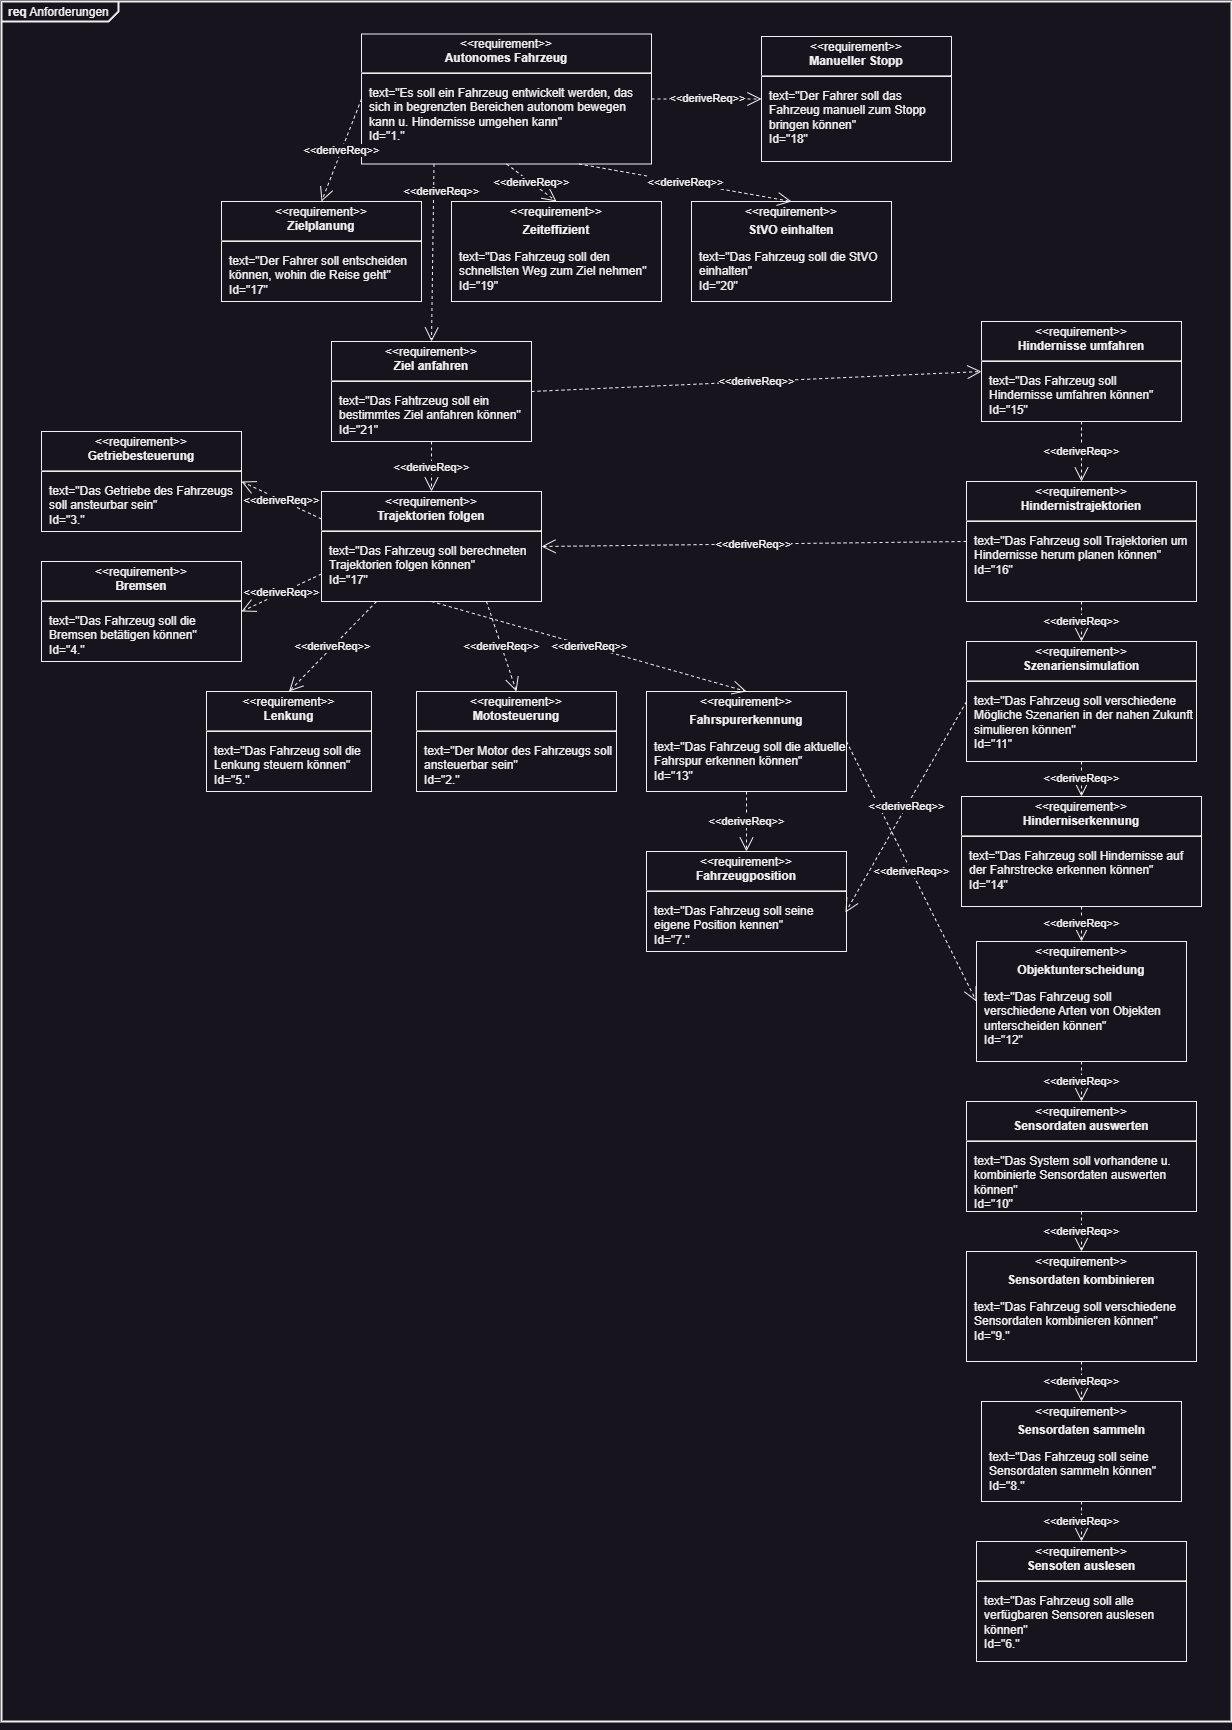 req Anforderungen
<<requirement>>
Autonomes Fahrzeug
text="Es soll ein Fahrzeug entwickelt werden, das
sich in begrenzten Bereichen autonom bewegen
kann u. Hindernisse umgehen kann"
Id="1."
<<deriveReq>>
<<requirement>>
Manueller Stopp
text="Der Fahrer soll das
Fahrzeug manuell zum Stopp
bringen können"
Id="18"
<<deriveReq>>
<<deriveReq>>
<<deriveReq>>
<<deriveReq>>
<<requirement>>
Zielplanung
text="Der Fahrer soll entscheiden
können, wohin die Reise geht"
Id="17"
<<requirement>>
Zeiteffizient
text="Das Fahrzeug soll den
schnellsten Weg zum Ziel nehmen"
Id="19"
<<requirement>>
StVO einhalten
text="Das Fahrzeug soll die StVO
einhalten"
Id="20"
<<requirement>>
Ziel anfahren
text="Das Fahtrzeug soll ein
bestimmtes Ziel anfahren können"
Id="21"
<<deriveReq>>
<<requirement>>
Hindernisse umfahren
text="Das Fahrzeug soll
Hindernisse umfahren können"
Id="15"
<<deriveReq>>
<<deriveReq>>
<<requirement>>
Getriebesteuerung
text="Das Getriebe des Fahrzeugs
soll ansteurbar sein"
Id="3."
<<deriveReq>>
<<requirement>>
Trajektorien folgen
text="Das Fahrzeug soll berechneten
Trajektorien folgen können"
Id="17"
<<deriveReq>>
<<requirement>>
Hindernistrajektorien
text="Das Fahrzeug soll Trajektorien um
Hindernisse herum planen können"
Id="16"
<<requirement>>
Bremsen
text="Das Fahrzeug soll die
Bremsen betätigen können"
Id="4."
<<deriveReq>>
<<deriveReq>>
<<deriveReq>>
<<deriveReq>>
<<deriveReq>>
<<requirement>>
Lenkung
text="Das Fahrzeug soll die
Lenkung steuern können"
Id="5."
<<requirement>>
Motosteuerung
text="Der Motor des Fahrzeugs soll
ansteuerbar sein"
Id="2."
<<requirement>>
Fahrspurerkennung
text="Das Fahrzeug soll die aktuelle
Fahrspur erkennen können"
Id="13"
<<requirement>>
Szenariensimulation
text="Das Fahrzeug soll verschiedene
Mögliche Szenarien in der nahen Zukunft
simulieren können"
Id="11"
<<deriveReq>>
<<deriveReq>>
<<deriveReq>>
<<deriveReq>>
<<requirement>>
Fahrzeugposition
text="Das Fahrzeug soll seine
eigene Position kennen"
Id="7."
<<requirement>>
Hinderniserkennung
text="Das Fahrzeug soll Hindernisse auf
der Fahrstrecke erkennen können"
Id="14"
<<deriveReq>>
<<requirement>>
Objektunterscheidung
text="Das Fahrzeug soll
verschiedene Arten von Objekten
unterscheiden können"
Id="12"
<<deriveReq>>
<<requirement>>
Sensordaten auswerten
text="Das System soll vorhandene u.
kombinierte Sensordaten auswerten
können"
Id="10"
<<deriveReq>>
<<requirement>>
Sensordaten kombinieren
text="Das Fahrzeug soll verschiedene
Sensordaten kombinieren können"
Id="9."
<<deriveReq>>
<<requirement>>
Sensordaten sammeln
text="Das Fahrzeug soll seine
Sensordaten sammeln können"
Id="8."
<<deriveReq>>
<<requirement>>
Sensoten auslesen
text="Das Fahrzeug soll alle
verfügbaren Sensoren auslesen
können"
Id="6."